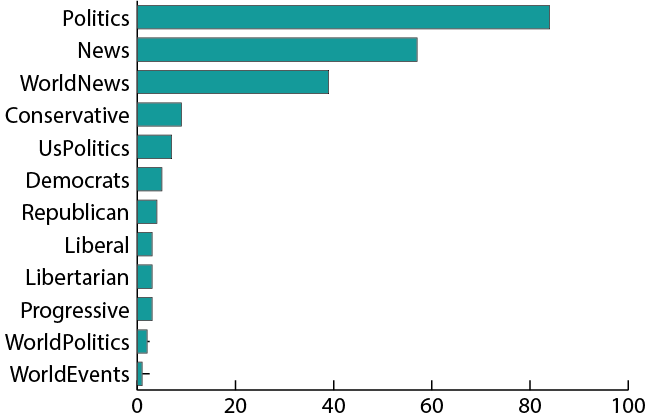 Politics
News
WorldNews
Conservative
UsPolitics
Democrats
Republican
Liberal
Libertarian
Progressive
WorldPolitics
WorldEvents
0 20 40 60 80 100